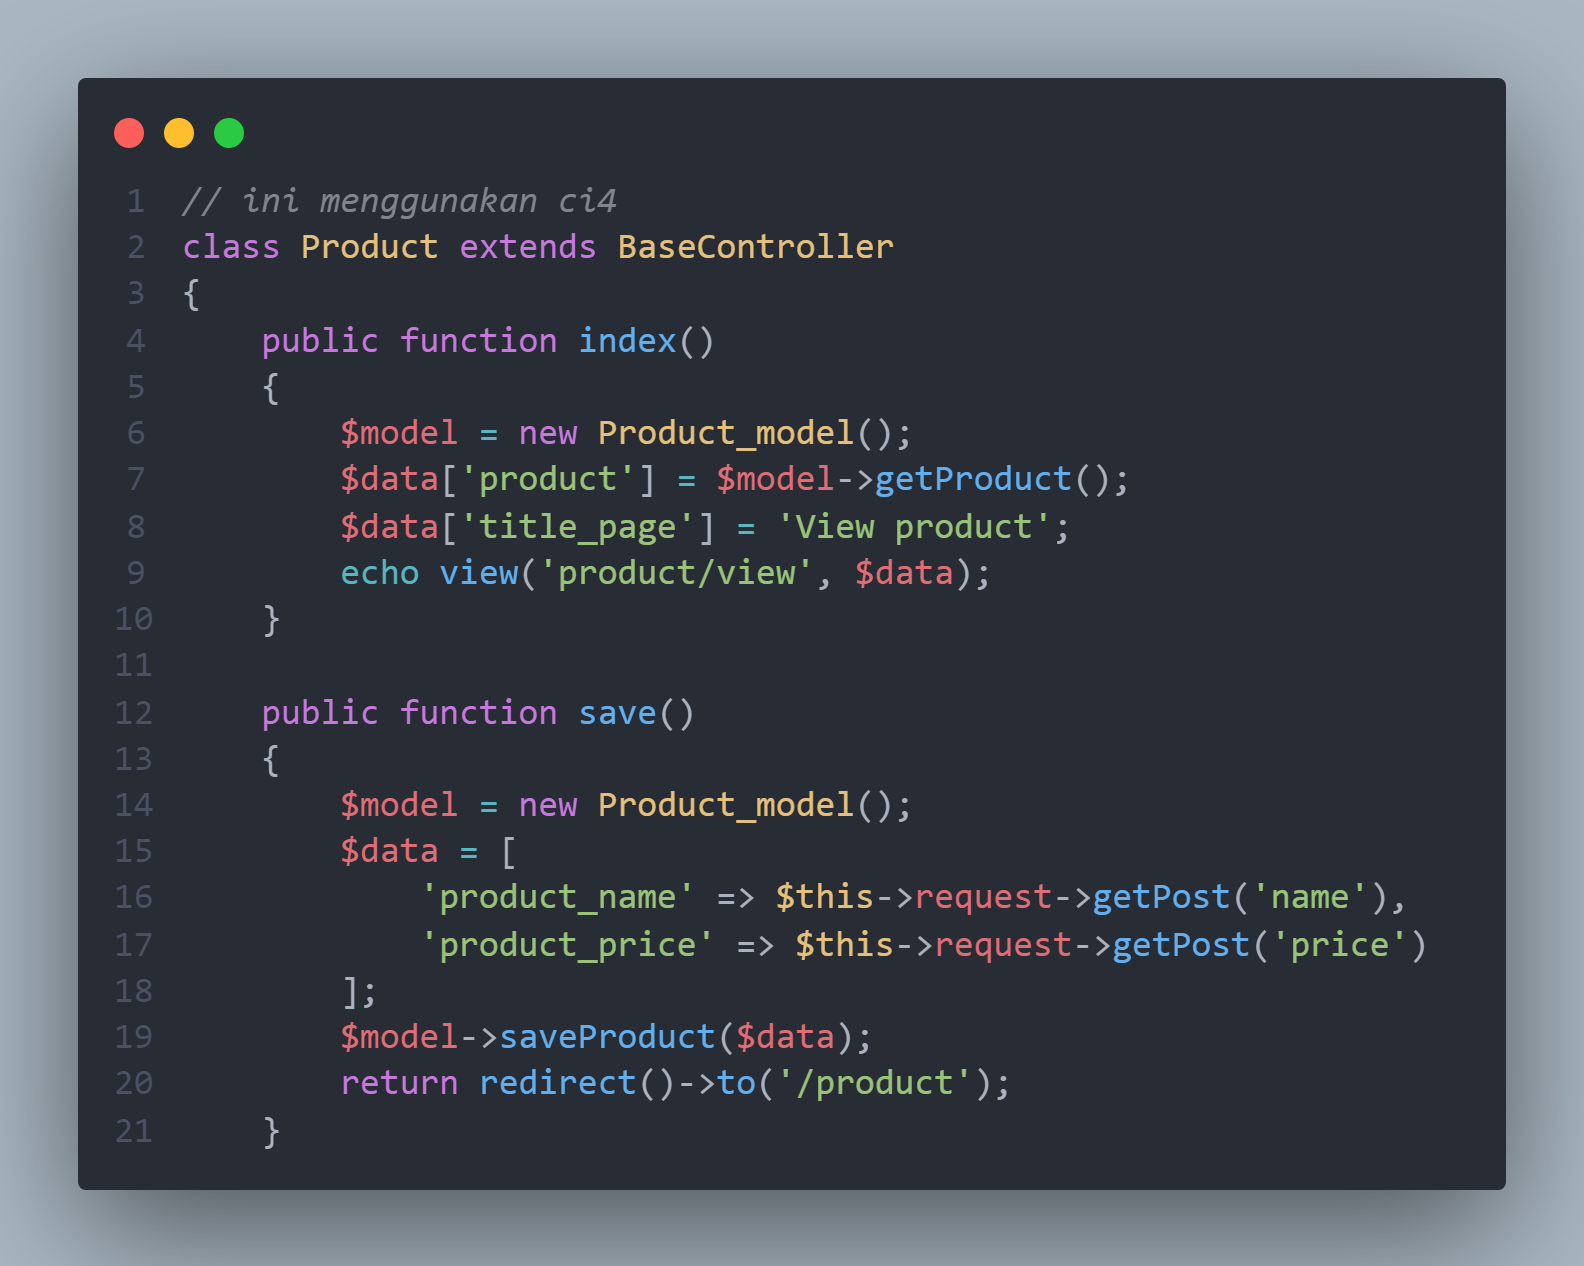 1 // ini menggunakan ci4
2 class Product extends BaseController
3 {
4     public function index()
5     {
6         $model = new Product_model();
7         $data['product'] = $model->getProduct();
8         $data['title_page'] = 'View product';
9         echo view('product/view', $data);
10     }
11
12     public function save()
13     {
14         $model = new Product_model();
15         $data = [
16             'product_name' => $this->request->getPost('name'),
17             'product_price' => $this->request->getPost('price')
18         ];
19         $model->saveProduct($data);
20         return redirect()->to('/product');
21     }